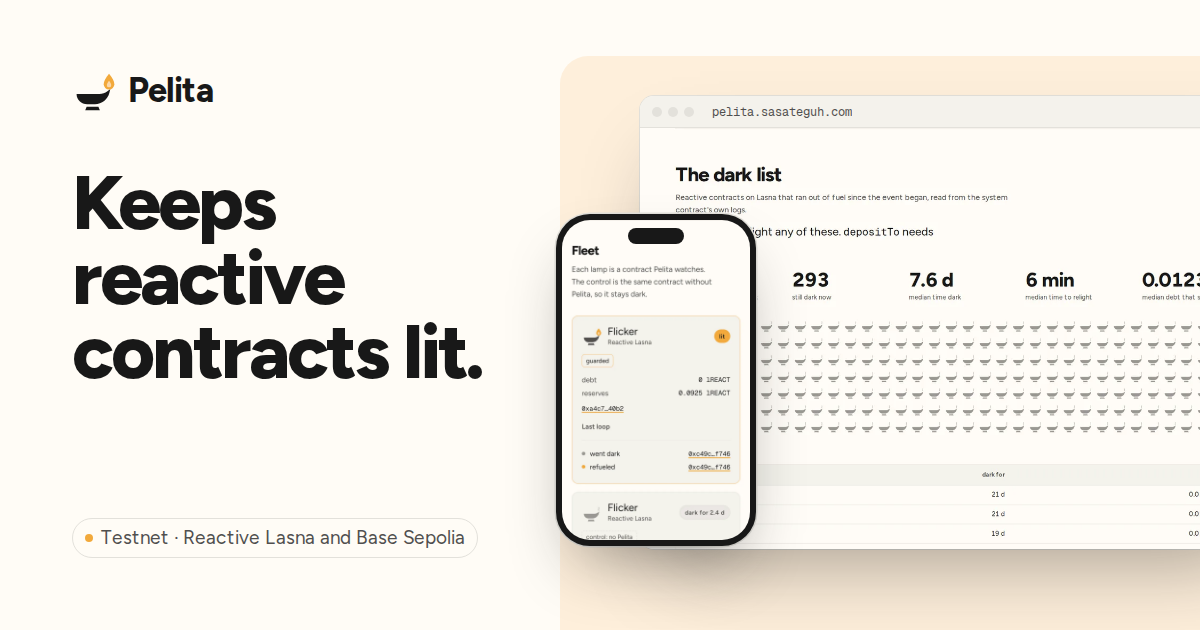 Pelita
Keeps
reactive
contracts lit.
Testnet · Reactive Lasna and Base Sepolia
pelita.sasateguh.com
The dark list
Reactive contracts on Lasna that ran out of fuel since the event began, read from the system
contract's own logs.
any of these. depositTo needs
293
still dark now
7.6 d
median time dark
6 min
median time to relight
median debt that
dark for
21 d
21 d
19 d
Fleet
Each lamp is a contract Pelita watches.
The control is the same contract without
Pelita, so it stays dark.
Flicker
Reactive Lasna
lit
guarded
debt
0 lREACT
reserves
0.0925 lREACT
0xa4c7…40b2
Last loop
went dark
0xc49c…f746
refueled
0xc49c…f746
Flicker
Reactive Lasna
dark for 2.4 d
control: no Pelita